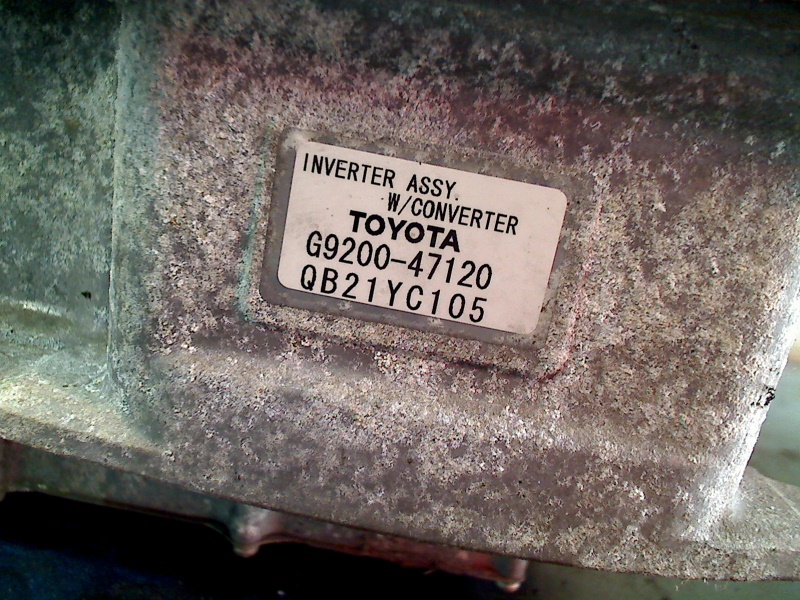 INVERTER ASSY.
W/CONVERTER
TOYOTA
G9200-47120
QB21YC105